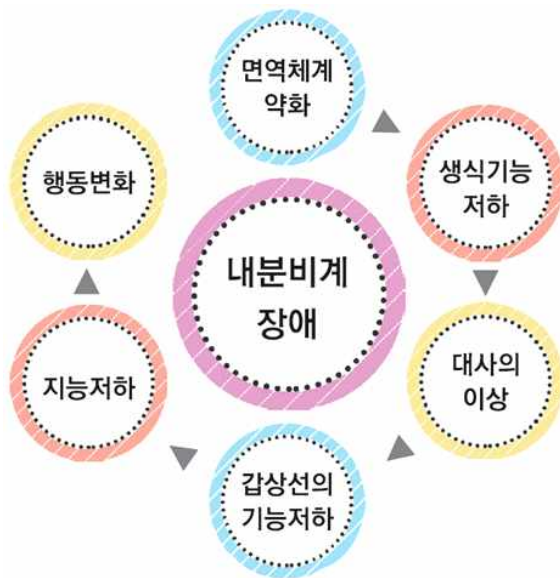 면역체계
약화
생식기능
저하
대사의
이상
갑상선의
기능저하
지능저하
행동변화
내분비계
장애